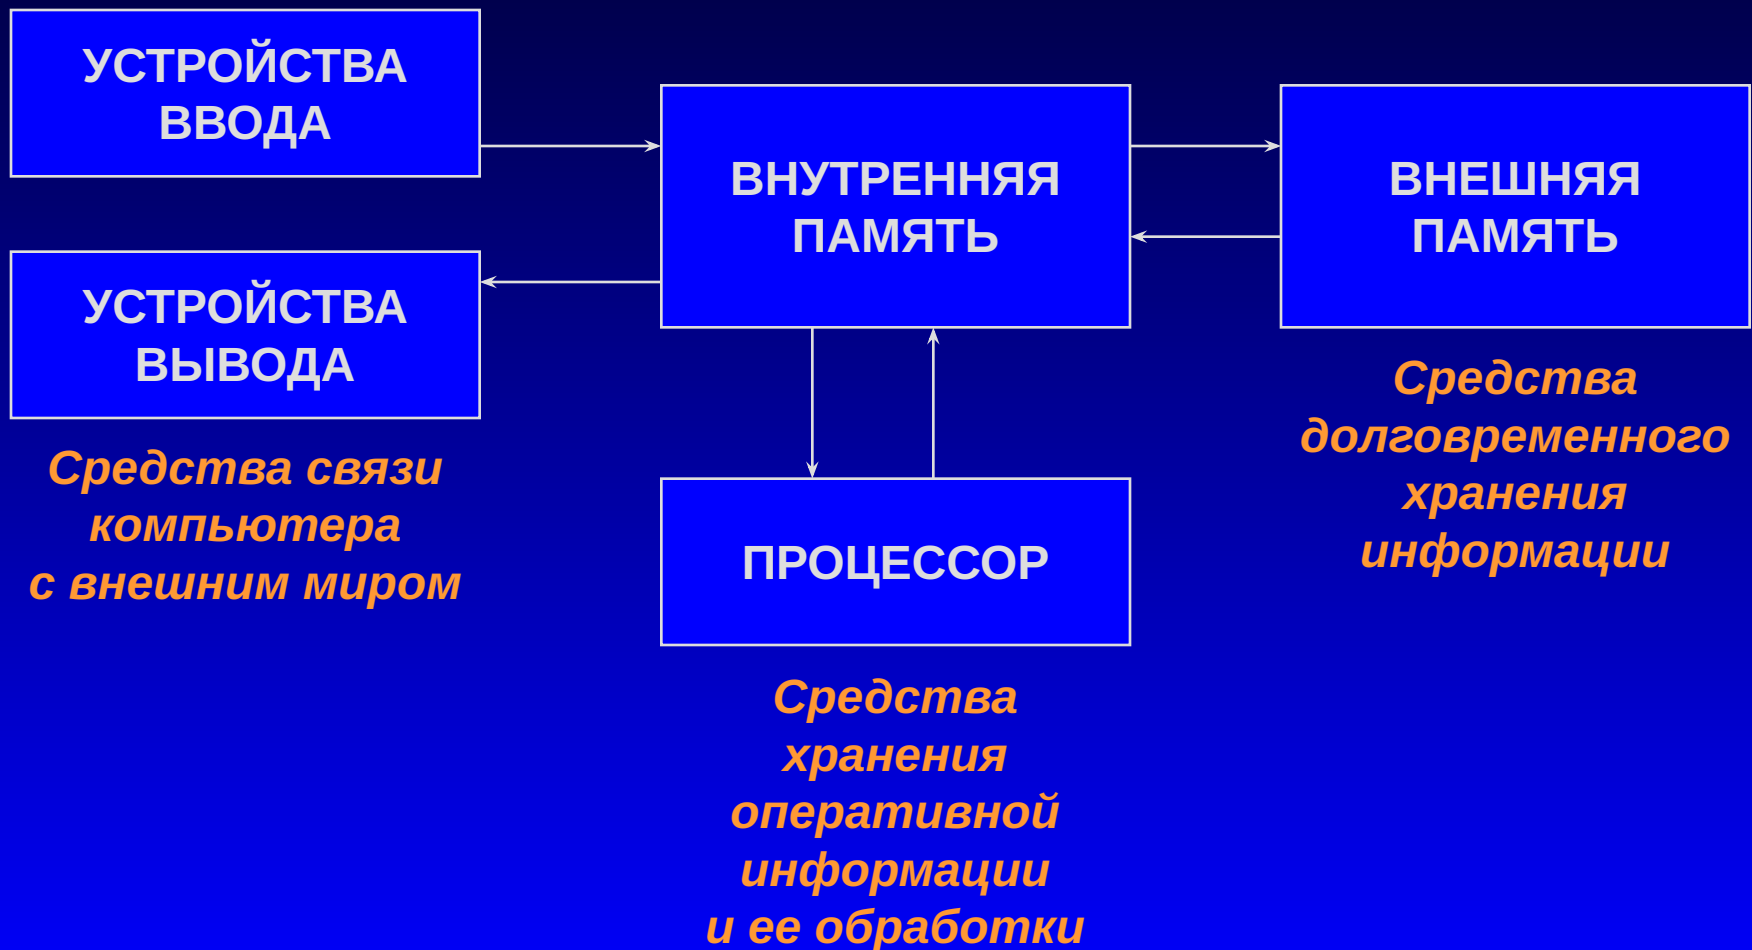 УСТРОЙСТВА
ВВОДА
УСТРОЙСТВА
ВЫВОДА
Средства связи
компьютера
с внешним миром
ВНУТРЕННЯЯ
ПАМЯТЬ
ПРОЦЕССОР
Средства
хранения
оперативной
информации
и ее обработки
ВНЕШНЯЯ
ПАМЯТЬ
Средства
долговременного
хранения
информации